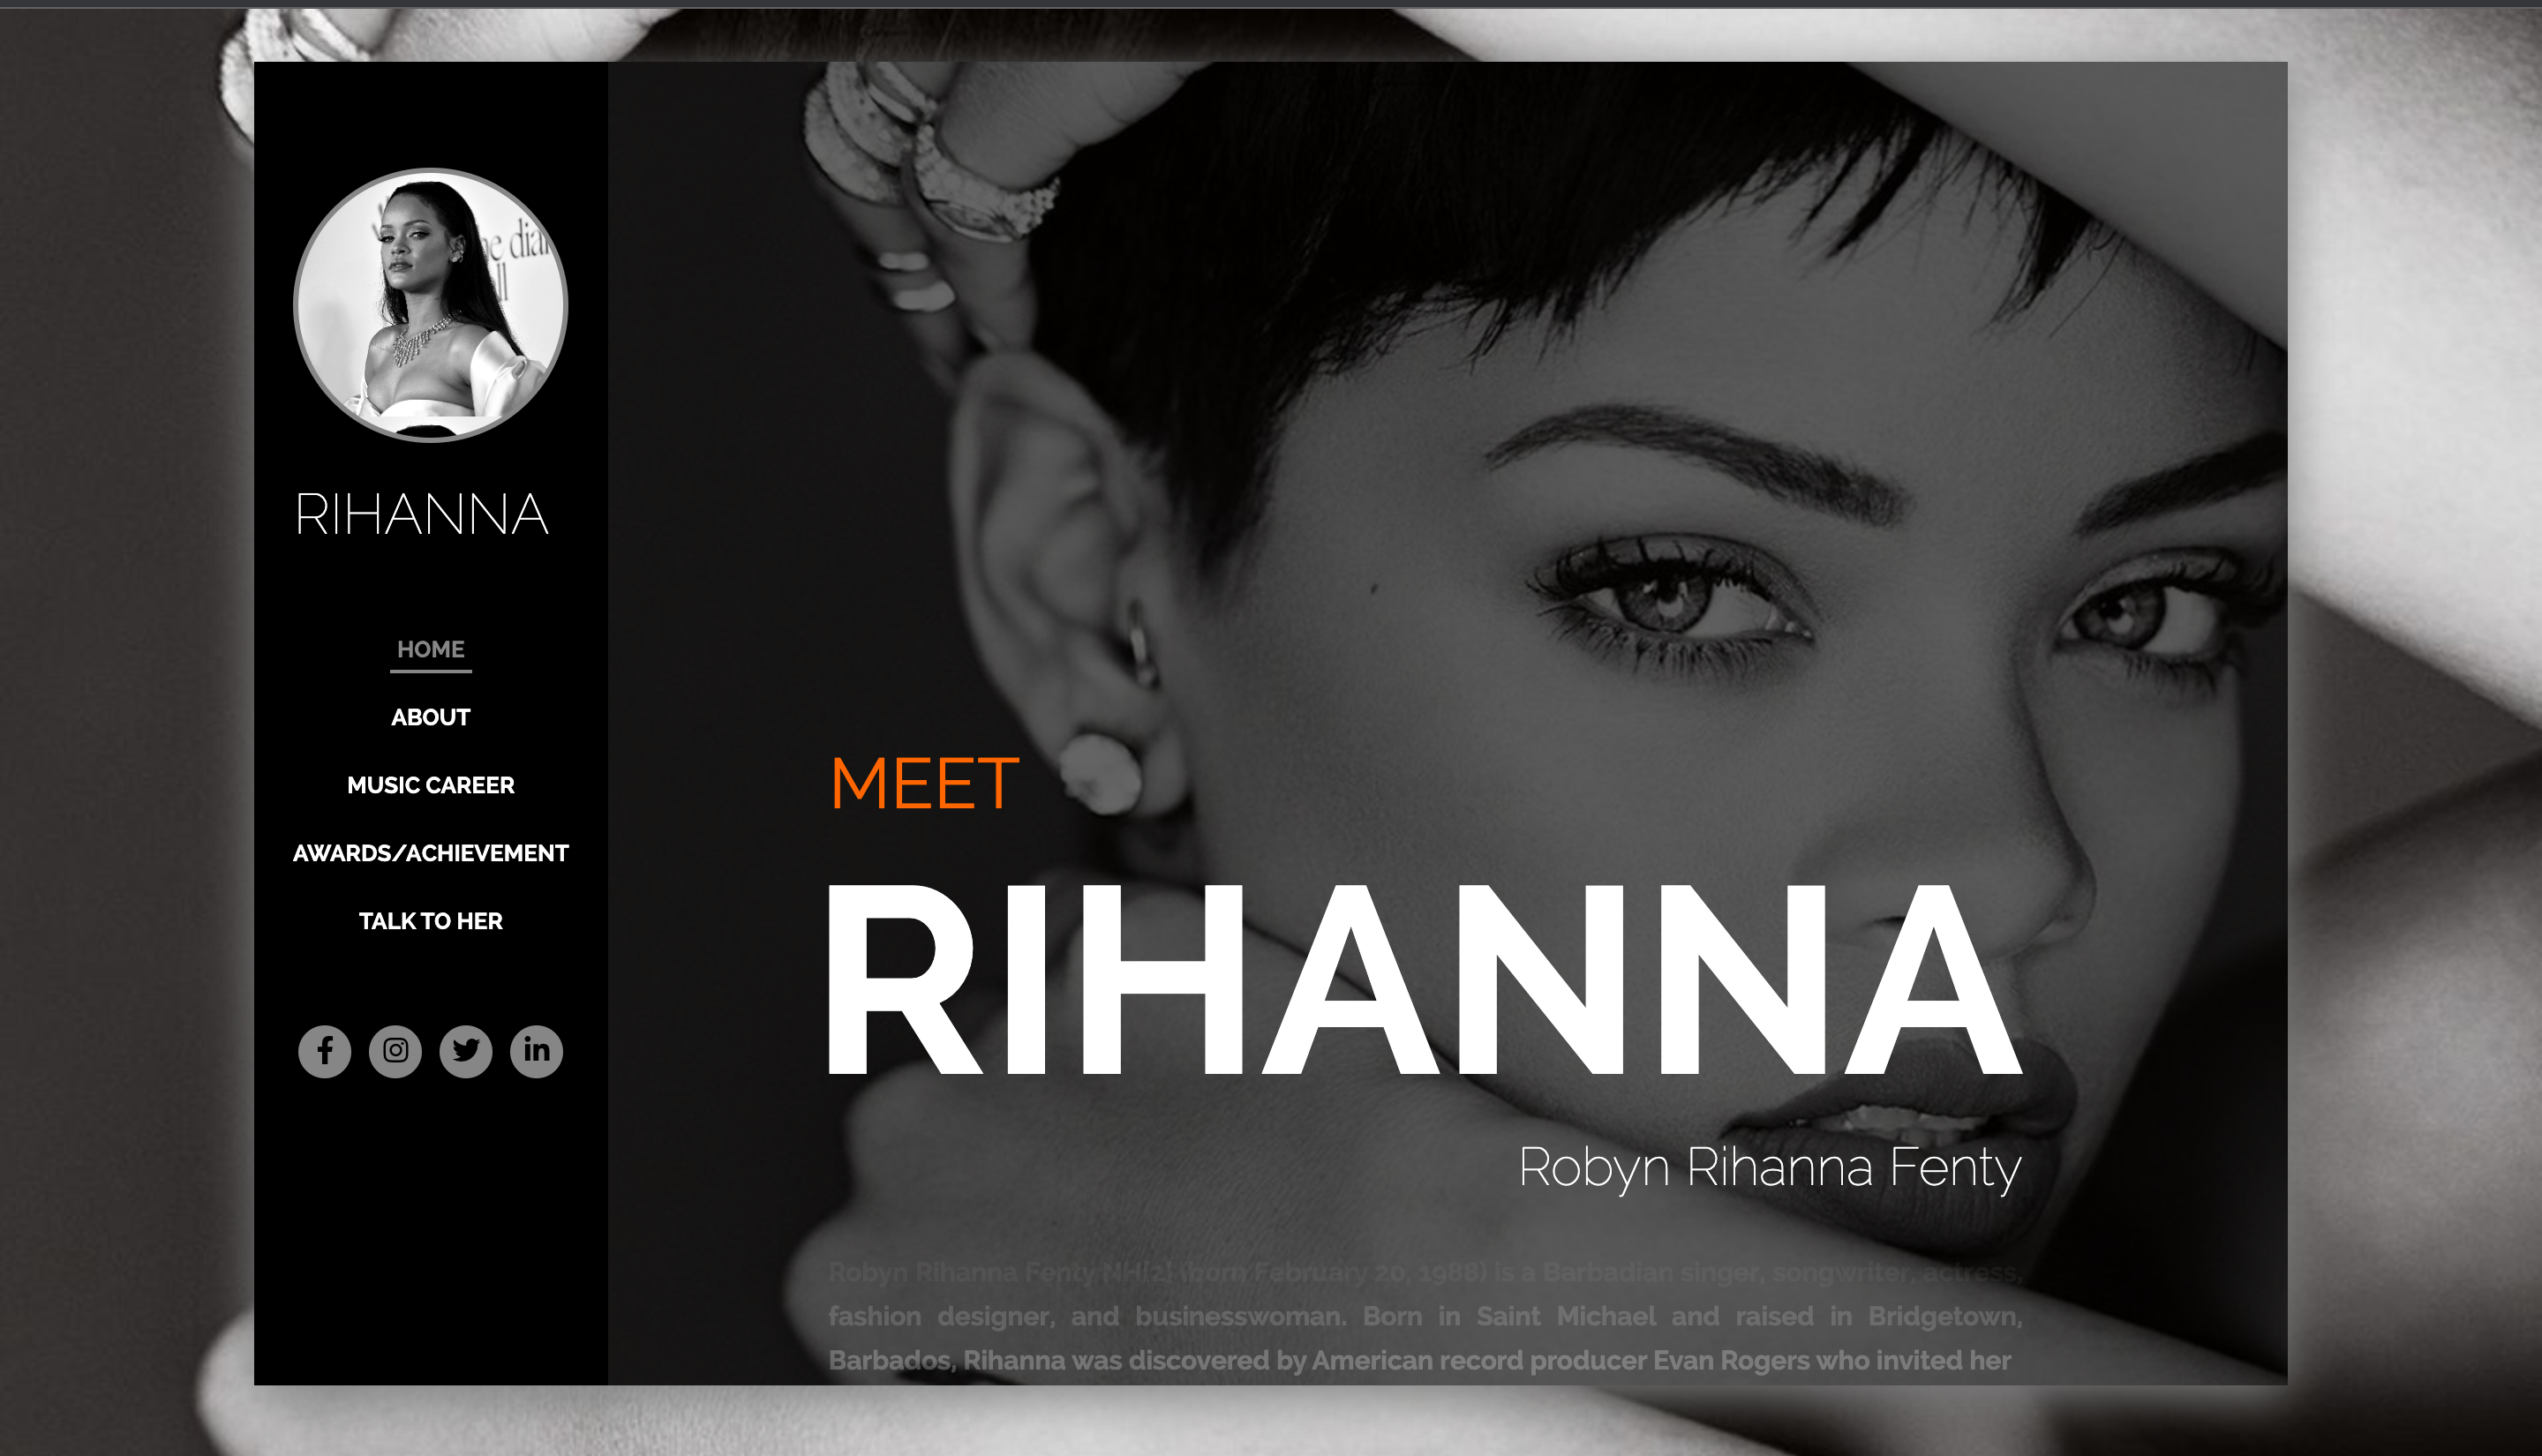 RIHANNA
HOME
ABOUT
MUSIC CAREER
AWARDS/ACHIEVEMENT
TALK TO HER
MEET
RIHANNA
Robyn Rihanna Fenty
Robyn Rihanna Fenty NH[2] (born February 20, 1988) is a Barbadian singer, songwriter, actress,
fashion designer, and businesswoman. Born in Saint Michael and raised in Bridgetown,
Barbados, Rihanna was discovered by American record producer Evan Rogers who invited her